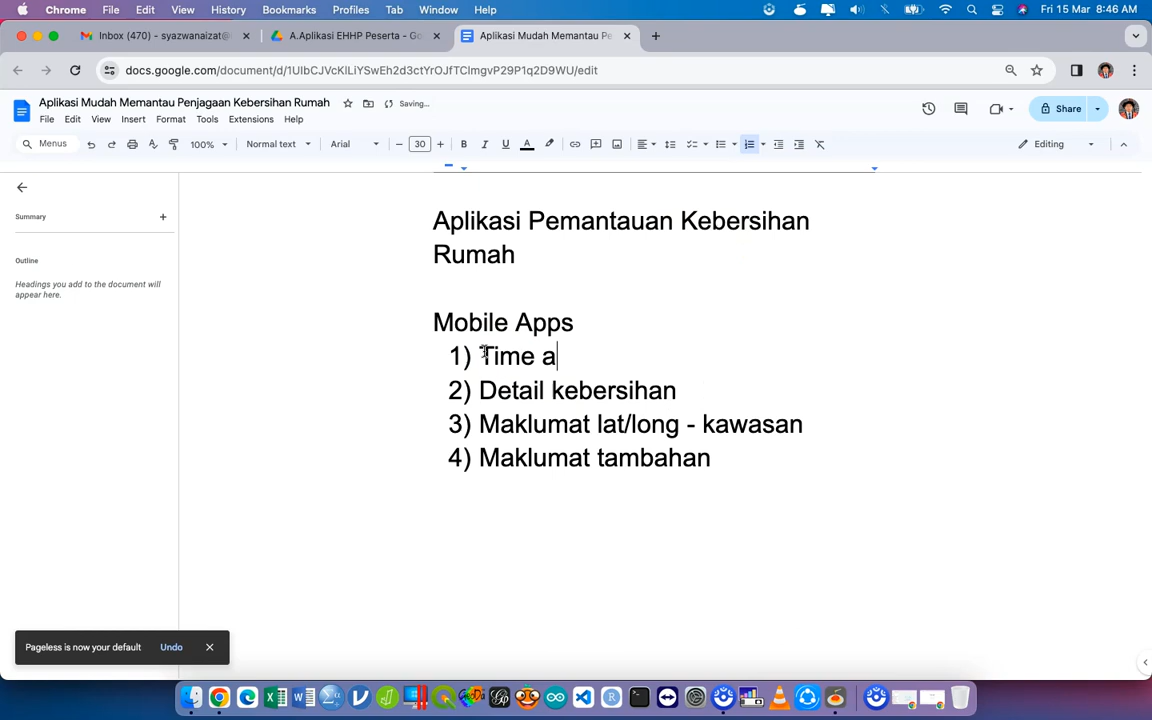 Chrome File Edit View History Bookmarks Profiles Tab Window Help Fri 15 Mar 8:46 AM
Inbox (470) - syazwanaizat@ A.Aplikasi EHHP Peserta - Go Aplikasi Mudah Memantau Pe
docs.google.com/document/d/1UIbCJVcKlLiYSwEh2d3ctYrOJfTClmgvP29P1q2D9WU/edit
Aplikasi Mudah Memantau Penjagaan Kebersihan Rumah Saving…
File Edit View Insert Format Tools Extensions Help
Share
Menus 100% Normal text Arial 30 Editing
Summary
Outline
Headings you add to the document will
appear here.
Aplikasi Pemantauan Kebersihan
Rumah
Mobile Apps
1) Time a
2) Detail kebersihan
3) Maklumat lat/long - kawasan
4) Maklumat tambahan
Pageless is now your default Undo